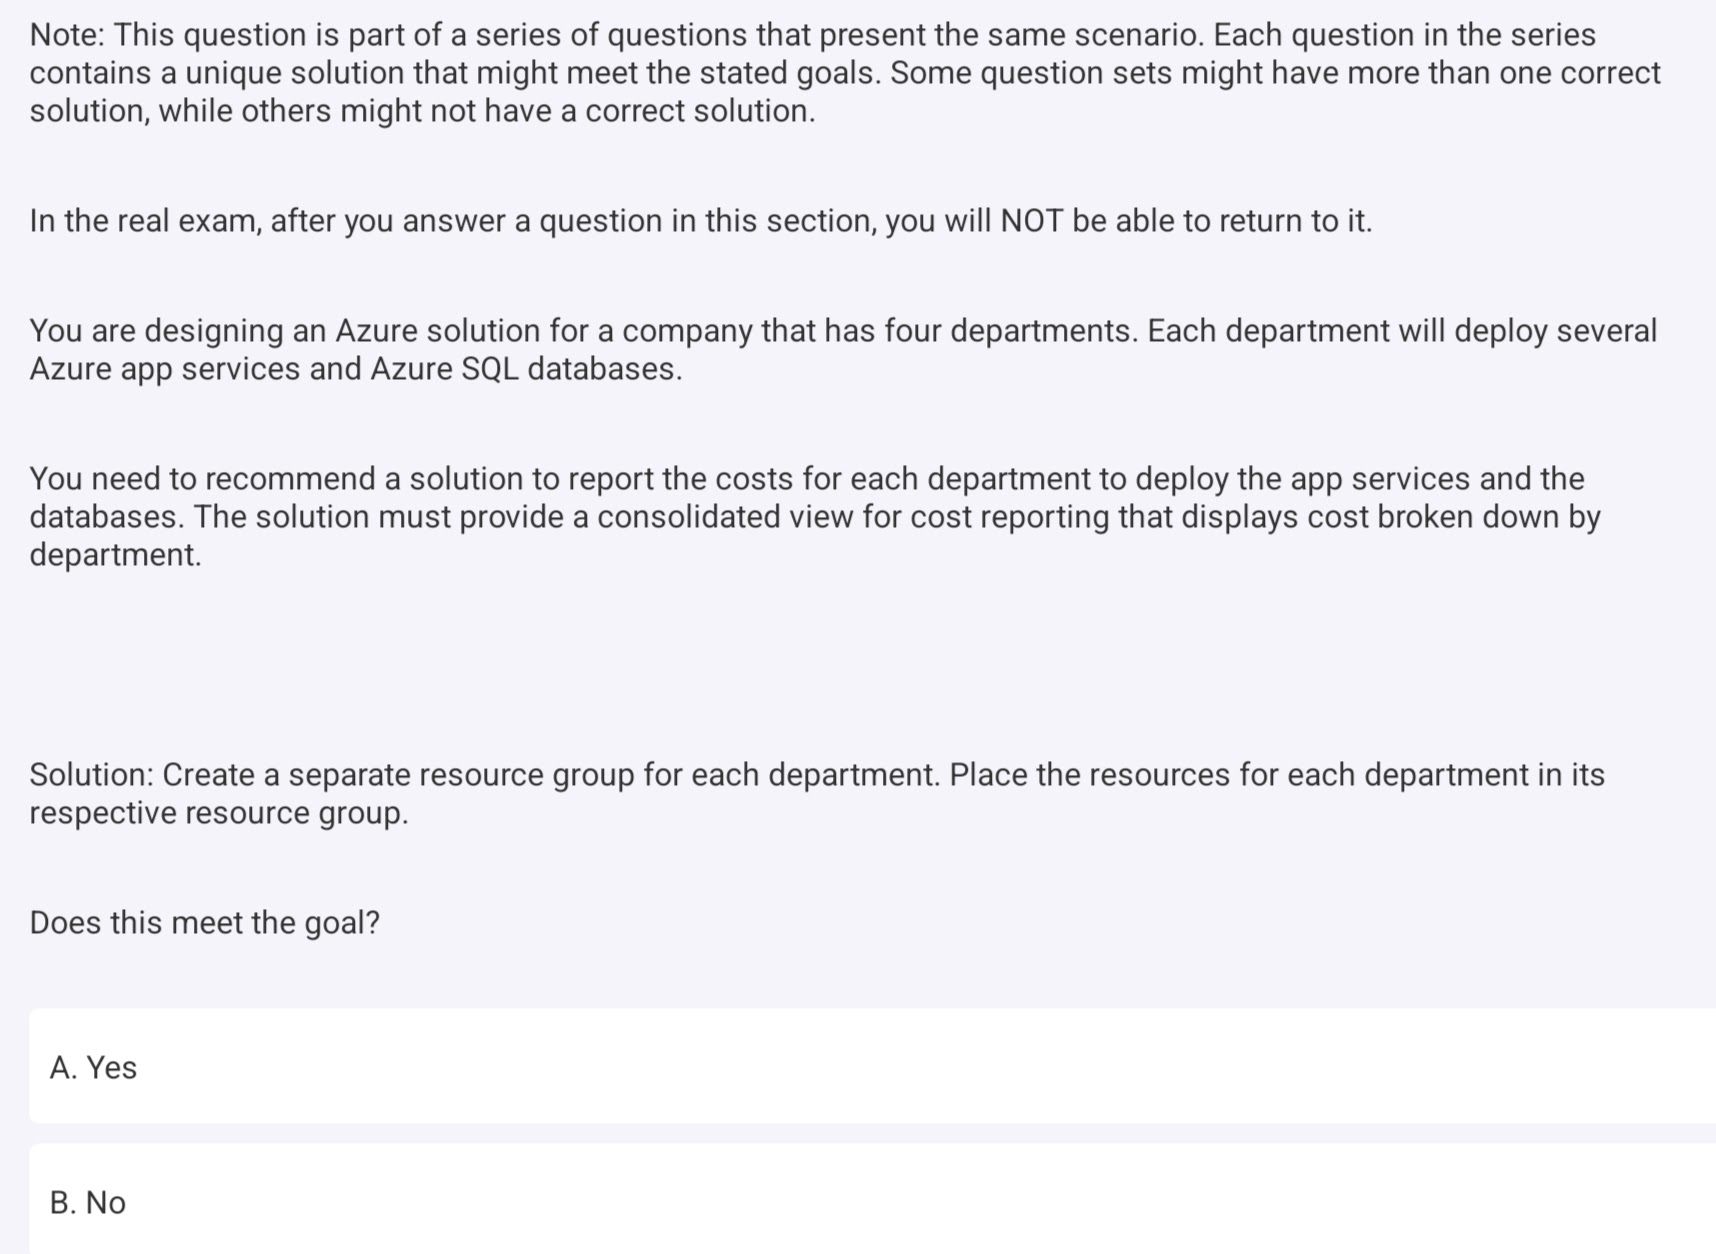 Note: This question is part of a series of questions that present the same scenario. Each question in the series
contains a unique solution that might meet the stated goals. Some question sets might have more than one correct
solution, while others might not have a correct solution.
In the real exam, after you answer a question in this section, you will NOT be able to return to it.
You are designing an Azure solution for a company that has four departments. Each department will deploy several
Azure app services and Azure SQL databases.
You need to recommend a solution to report the costs for each department to deploy the app services and the
databases. The solution must provide a consolidated view for cost reporting that displays cost broken down by
department.
Solution: Create a separate resource group for each department. Place the resources for each department in its
respective resource group.
Does this meet the goal?
A. Yes
B. No